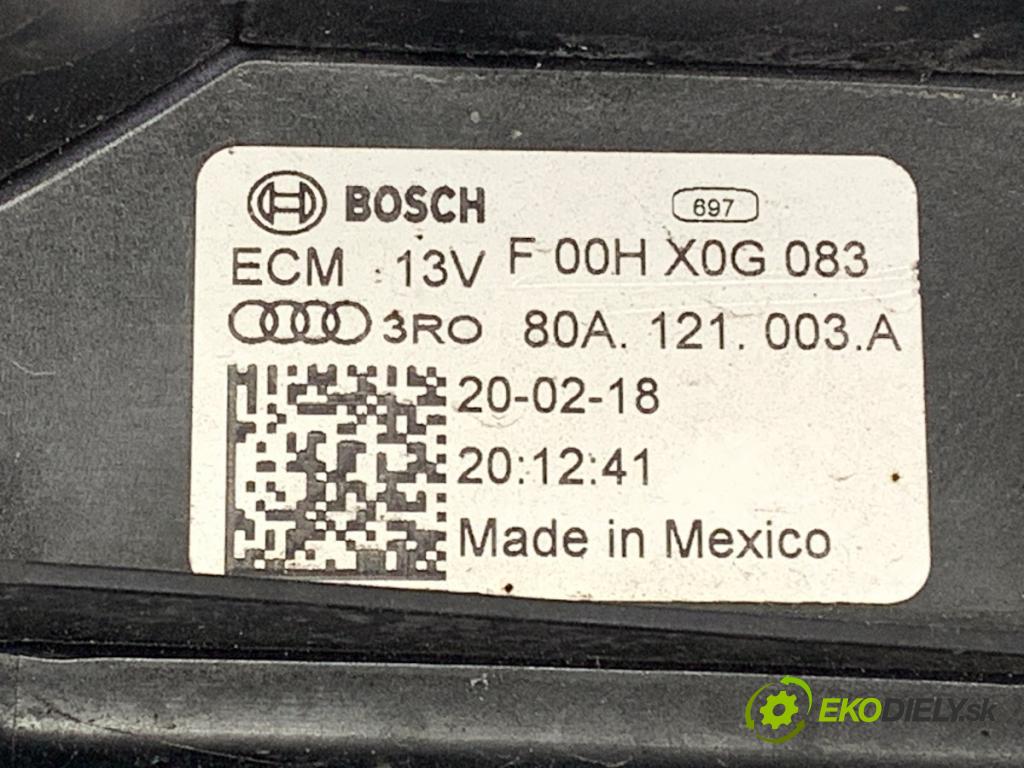 BOSCH 697
ECM : 13V F 00H X0G 083
3RO 80A. 121. 003.A
20-02-18
20:12:41
Made in Mexico
EKODIELY.sk